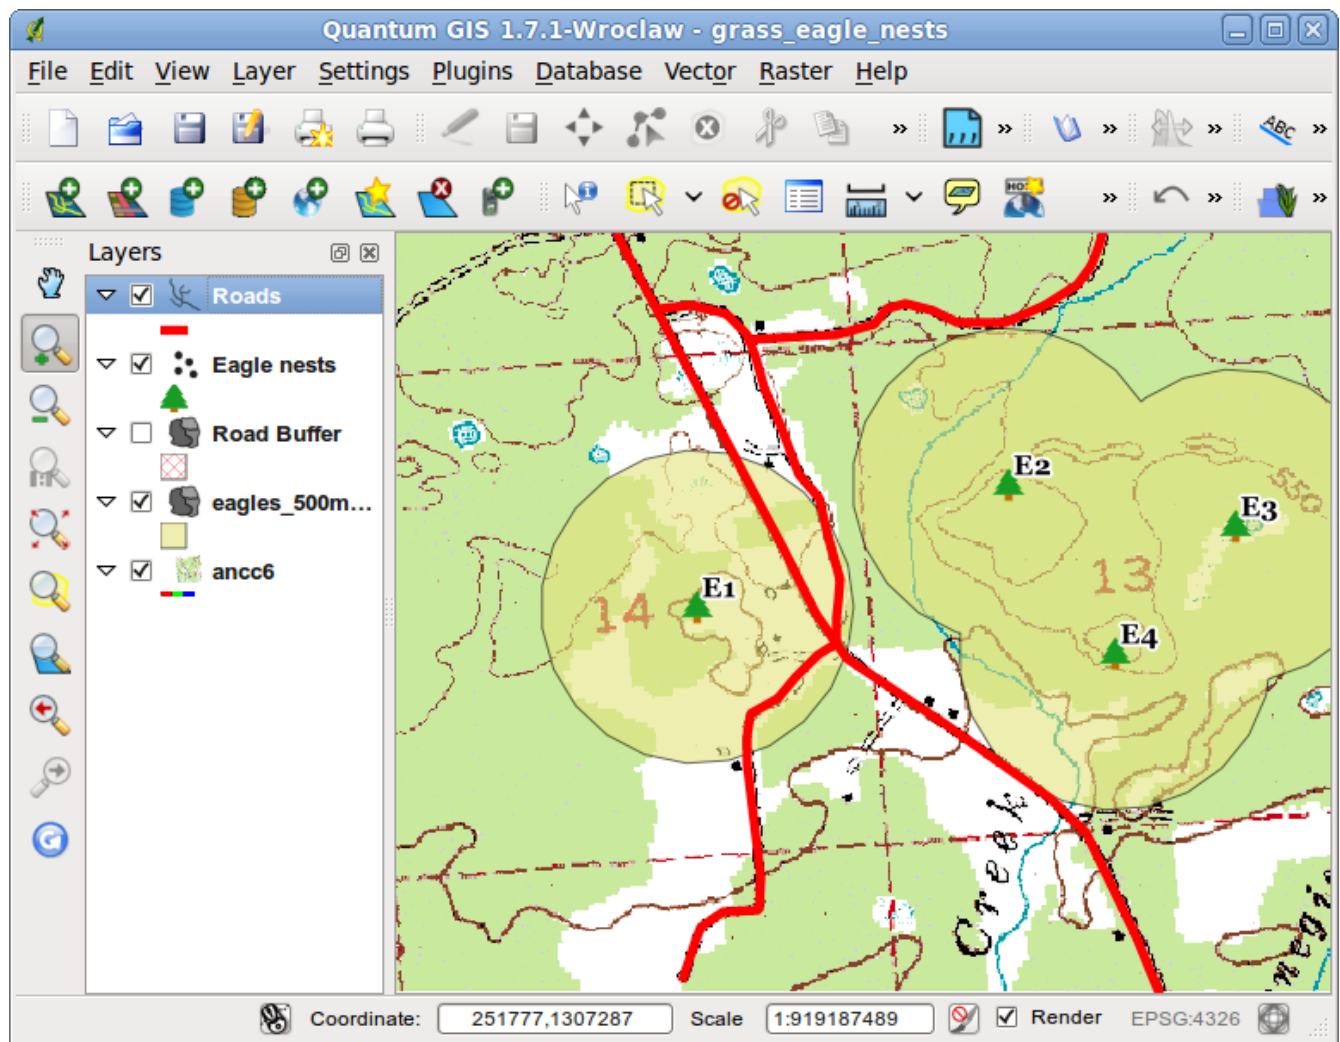 Quantum GIS 1.7.1-Wroclaw - grass_eagle_nests
File Edit View Layer Settings Plugins Database Vector Raster Help
ABC
Layers
Roads
Eagle nests
Road Buffer
eagles_500m...
ancc6
E1
E2
E3
E4
14
13
550
Creek
Coordinate: 251777,1307287 Scale 1:919187489 Render EPSG:4326